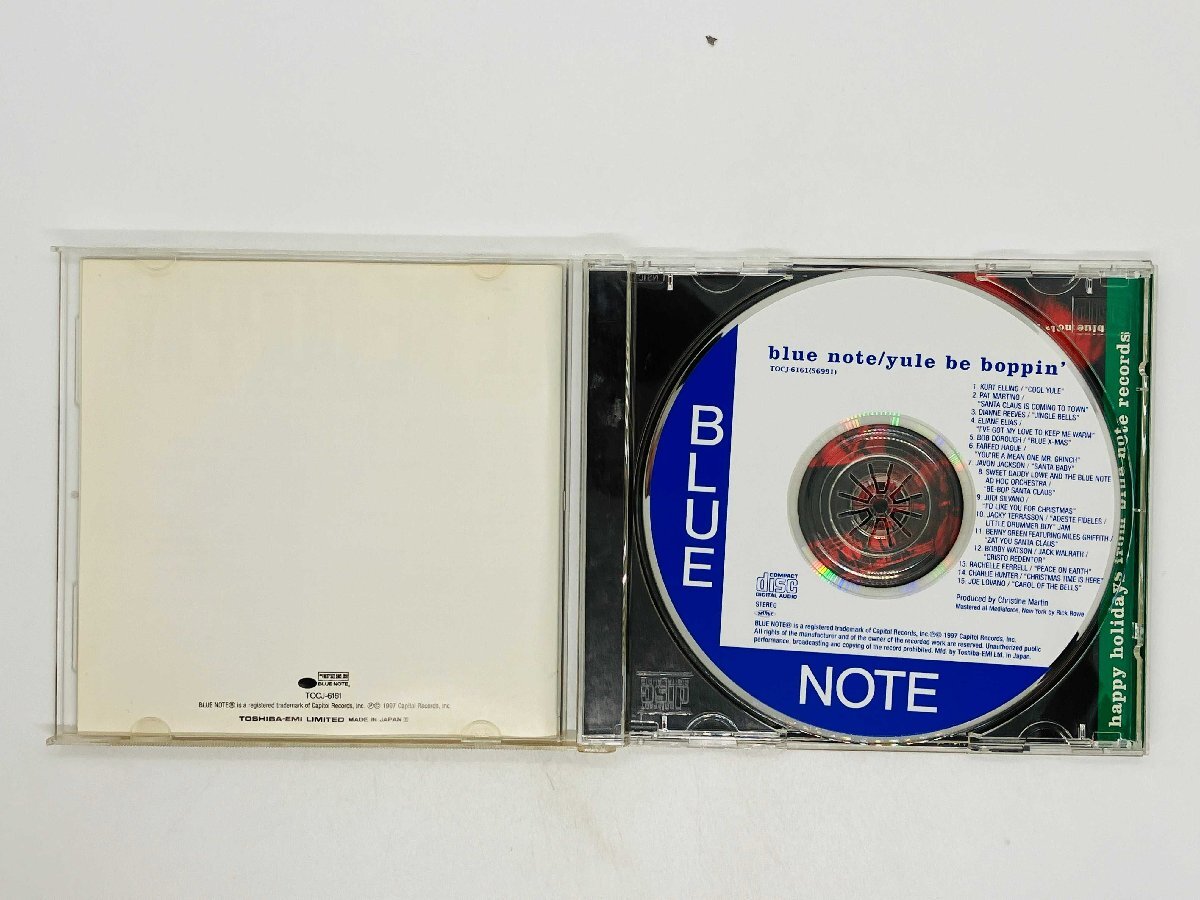 BLUE NOTE
TOCJ-6161
BLUE NOTE® is a registered trademark of Capitol Records, Inc. ℗© 1997 Capitol Records, Inc.
TOSHIBA-EMI LIMITED MADE IN JAPAN
blue note/yule be boppin'
TOCJ-6161(56991)
1. KURT ELLING / "COOL YULE"
2. PAT MARTINO /
"SANTA CLAUS IS COMING TO TOWN"
3. DIANNE REEVES / "JINGLE BELLS"
4. ELIANE ELIAS /
"I'VE GOT MY LOVE TO KEEP ME WARM"
5. BOB DOROUGH / "BLUE X-MAS"
6. FAREED HAQUE /
"YOU'RE A MEAN ONE MR. GRINCH"
7. JAVON JACKSON / "SANTA BABY"
8. SWEET DADDY LOWE AND THE BLUE NOTE
AD HOC ORCHESTRA /
"BE-BOP SANTA CLAUS"
9. JUDI SILVANO /
"I'D LIKE YOU FOR CHRISTMAS"
10. JACKY TERRASSON / "ADESTE FIDELES /
LITTLE DRUMMER BOY" JAM
11. BENNY GREEN FEATURING MILES GRIFFITH /
"ZAT YOU SANTA CLAUS"
12. BOBBY WATSON / JACK WALRATH /
"CRISTO REDENTOR"
13. RACHELLE FERRELL / "PEACE ON EARTH"
14. CHARLIE HUNTER / "CHRISTMAS TIME IS HERE"
15. JOE LOVANO / "CAROL OF THE BELLS"
Produced by Christine Martin
Mastered at Masterdisk, New York by Rick Rowe
COMPACT
disc
DIGITAL AUDIO
STEREO
BLUE NOTE® is a registered trademark of Capitol Records, Inc. ℗© 1997 Capitol Records, Inc.
All rights of the manufacturer and of the owner of the recorded work are reserved. Unauthorized public
performance, broadcasting and copying of the record prohibited. Mfd. by Toshiba-EMI Ltd. in Japan.
BLUE
NOTE
happy holidays from blue note records